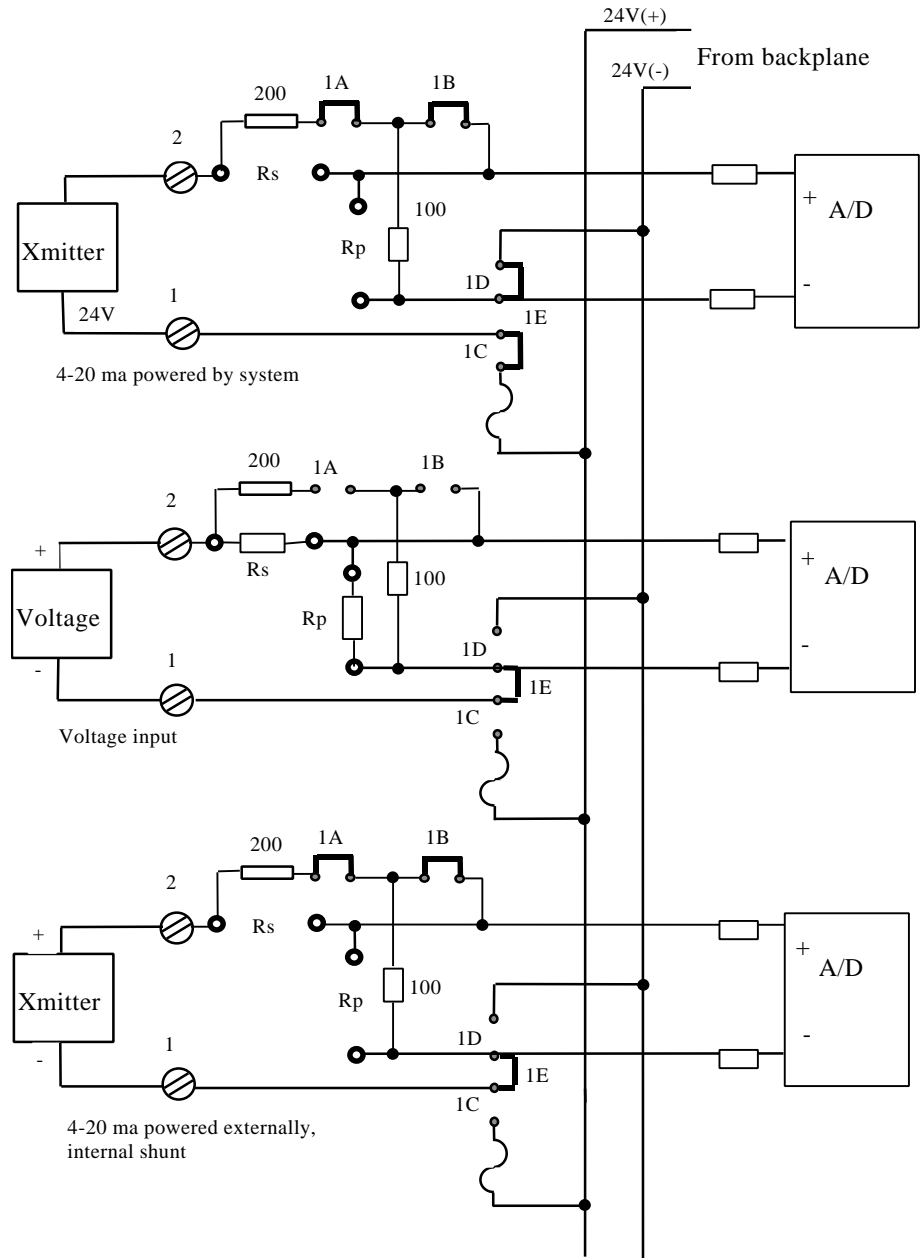 24V(+)
From backplane
24V(-)
1A
1B
200
2
Rs
+
A/D
100
Xmitter
Rp
1D
-
24V
1
1E
1C
4-20 ma powered by system
200
1A
1B
2
+
Rs
+
A/D
100
Voltage
Rp
1D
-
-
1
1E
1C
Voltage input
200
1A
1B
2
+
Rs
+
A/D
Xmitter
Rp
100
1D
-
-
1
1E
1C
4-20 ma powered externally,
internal shunt